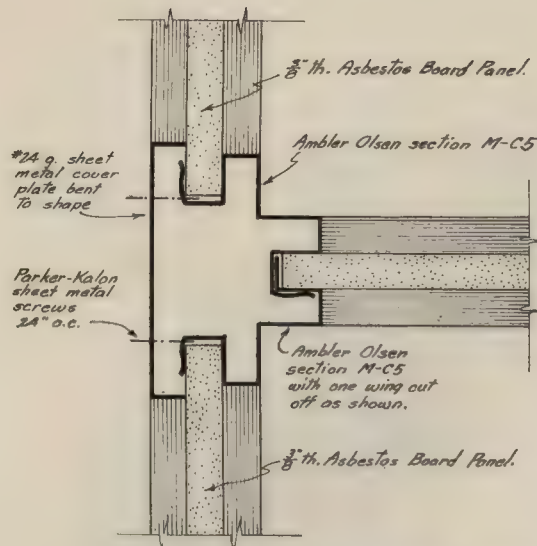 3/8" th. Asbestos Board Panel.
Ambler Olsen section M-C5
#24 g. sheet
metal cover
plate bent
to shape
Parker-Kalon
sheet metal
screws
24" o.c.
Ambler Olsen
section M-C5
with one wing cut
off as shown.
3/8" th. Asbestos Board Panel.